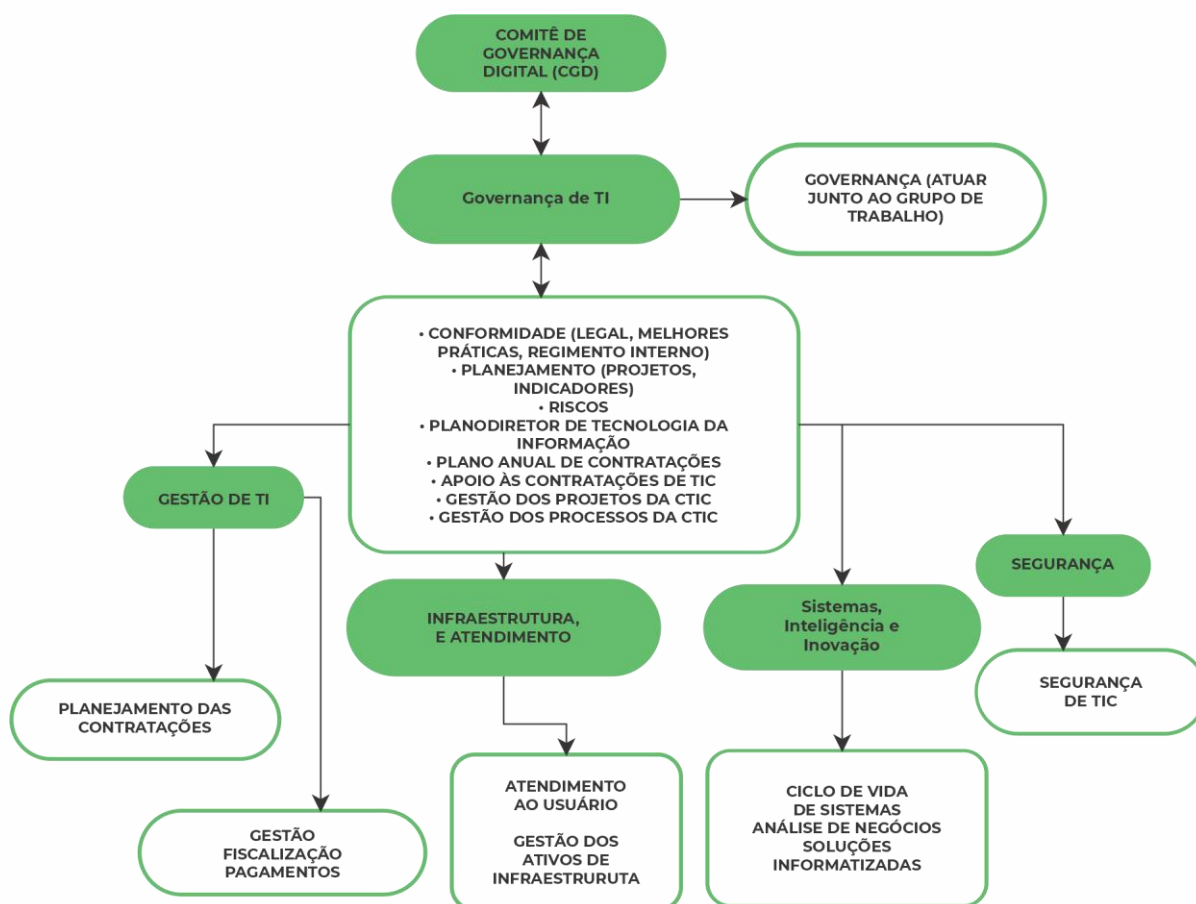 COMITÊ DE
GOVERNANÇA
DIGITAL (CGD)
Governança de TI
GOVERNANÇA (ATUAR
JUNTO AO GRUPO DE
TRABALHO)
• CONFORMIDADE (LEGAL, MELHORES
PRÁTICAS, REGIMENTO INTERNO)
• PLANEJAMENTO (PROJETOS,
INDICADORES)
• RISCOS
• PLANODIRETOR DE TECNOLOGIA DA
INFORMAÇÃO
• PLANO ANUAL DE CONTRATAÇÕES
• APOIO ÀS CONTRATAÇÕES DE TIC
• GESTÃO DOS PROJETOS DA CTIC
• GESTÃO DOS PROCESSOS DA CTIC
GESTÃO DE TI
INFRAESTRUTURA,
E ATENDIMENTO
Sistemas,
Inteligência e
Inovação
SEGURANÇA
PLANEJAMENTO DAS
CONTRATAÇÕES
GESTÃO
FISCALIZAÇÃO
PAGAMENTOS
ATENDIMENTO
AO USUÁRIO
GESTÃO DOS
ATIVOS DE
INFRAESTRURUTA
CICLO DE VIDA
DE SISTEMAS
ANÁLISE DE NEGÓCIOS
SOLUÇÕES
INFORMATIZADAS
SEGURANÇA
DE TIC